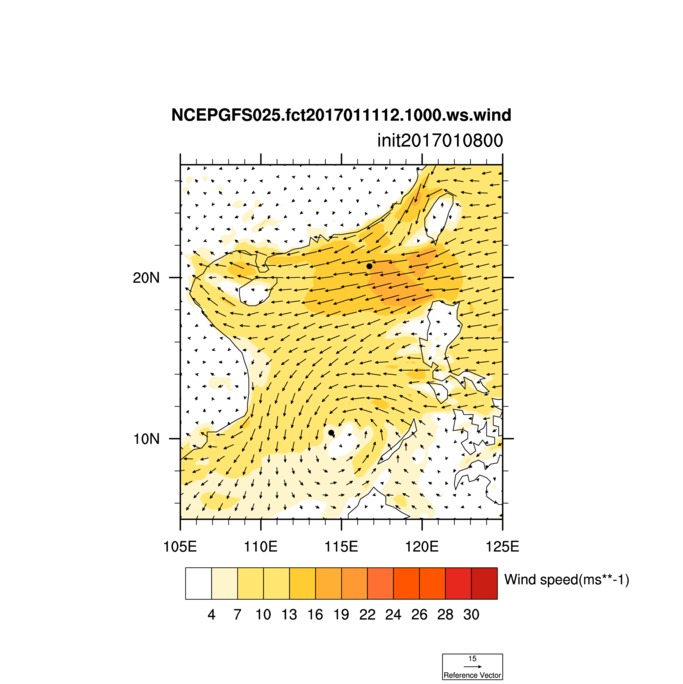 NCEPGFS025.fct2017011112.1000.ws.wind
init2017010800
20N
10N
105E 110E 115E 120E 125E
Wind speed(ms**-1)
4 7 10 13 16 19 22 24 26 28 30
15
Reference Vector